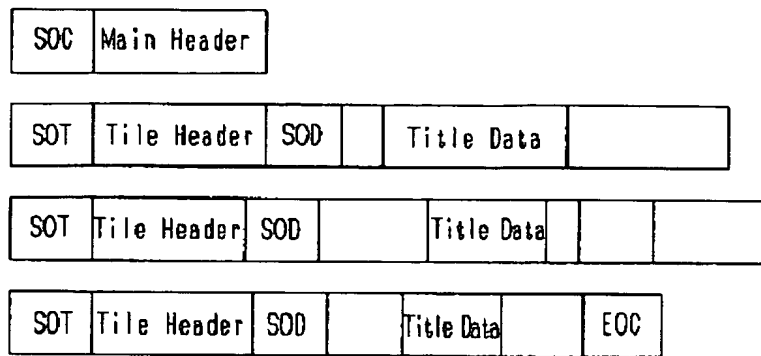 SOC Main Header
SOT Tile Header SOD Title Data
SOT Tile Header SOD Title Data
SOT Tile Header SOD Title Data EOC